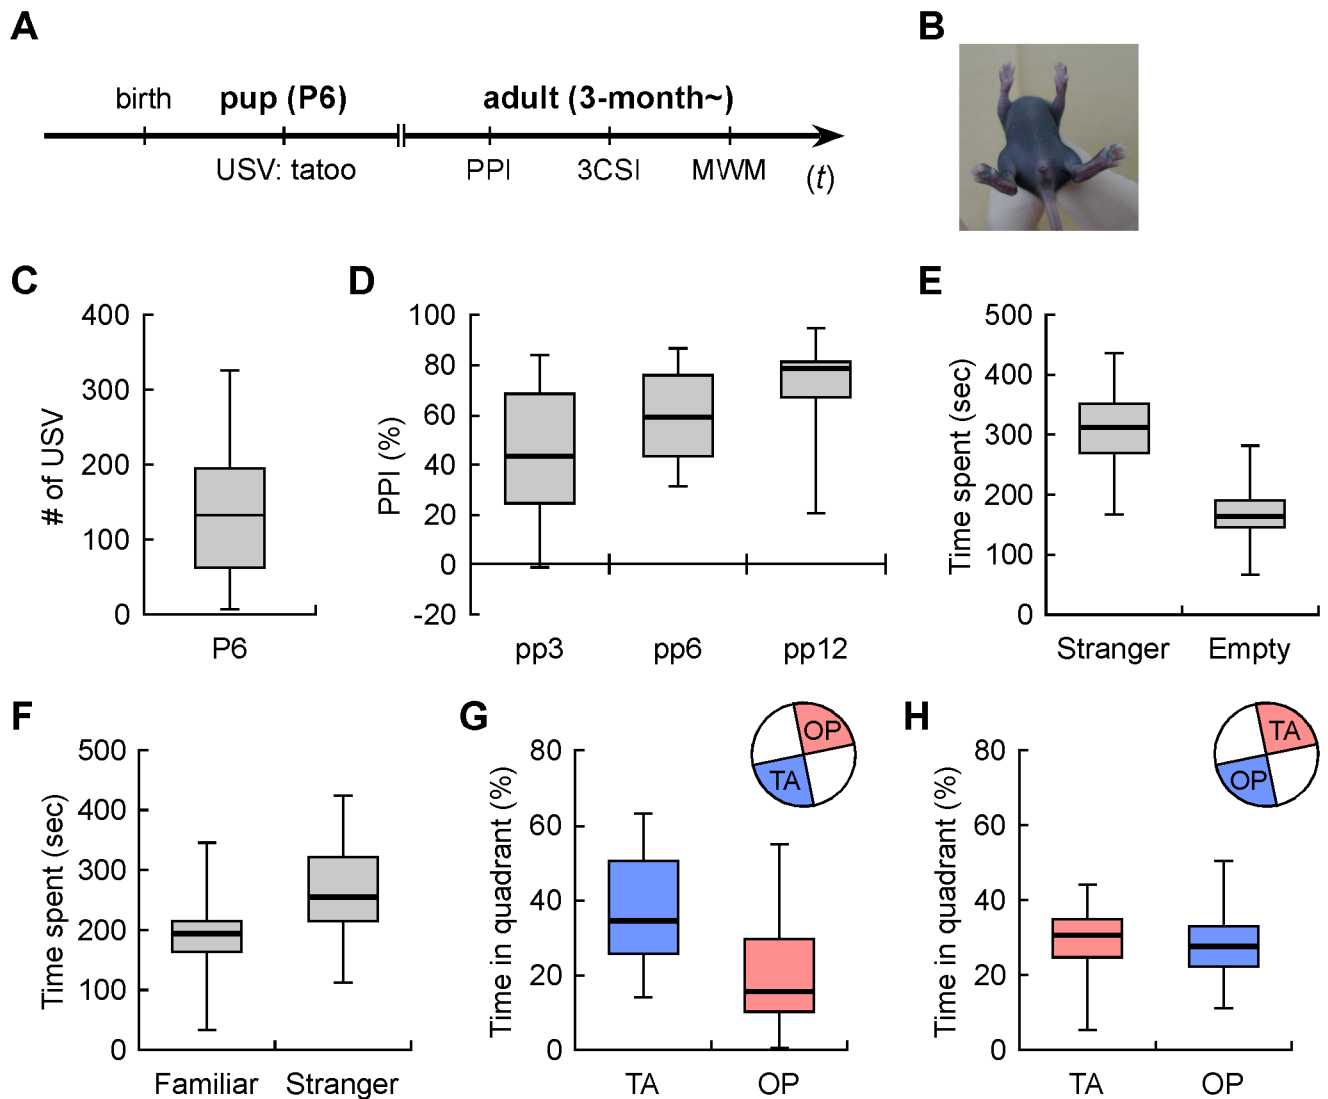 A
birth pup (P6) adult (3-month~)
USV: tatoo PPI 3CSI MWM (t)
B
C
400
300
200
100
0
# of USV
P6
D
100
80
60
40
20
0
-20
PPI (%)
pp3 pp6 pp12
E
500
400
300
200
100
0
Time spent (sec)
Stranger Empty
F
500
400
300
200
100
0
Time spent (sec)
Familiar Stranger
G
80
60
40
20
0
Time in quadrant (%)
OP
TA
TA OP
H
80
60
40
20
0
Time in quadrant (%)
TA
OP
TA OP